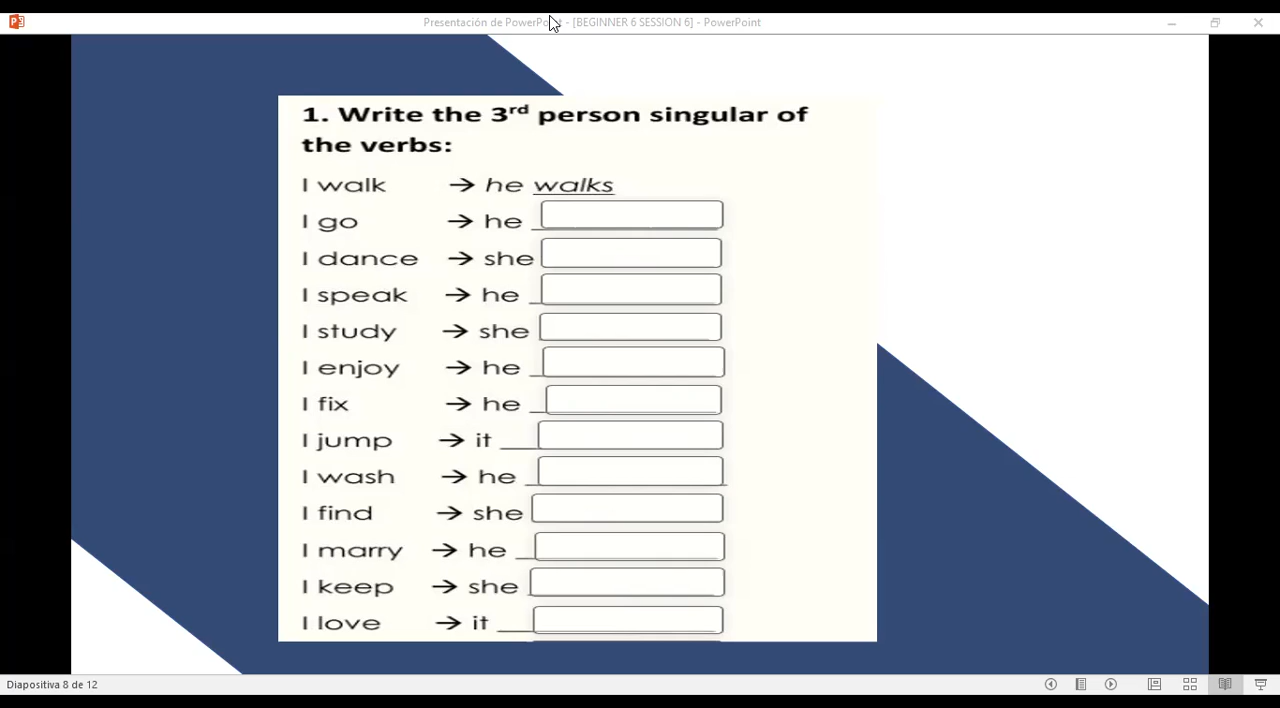 Presentación de PowerPoint - [BEGINNER 6 SESSION 6] - PowerPoint
1. Write the 3rd person singular of
the verbs:
I walk → he walks
I go → he
I dance → she
I speak → he
I study → she
I enjoy → he
I fix → he
I jump → it
I wash → he
I find → she
I marry → he
I keep → she
I love → it
Diapositiva 8 de 12